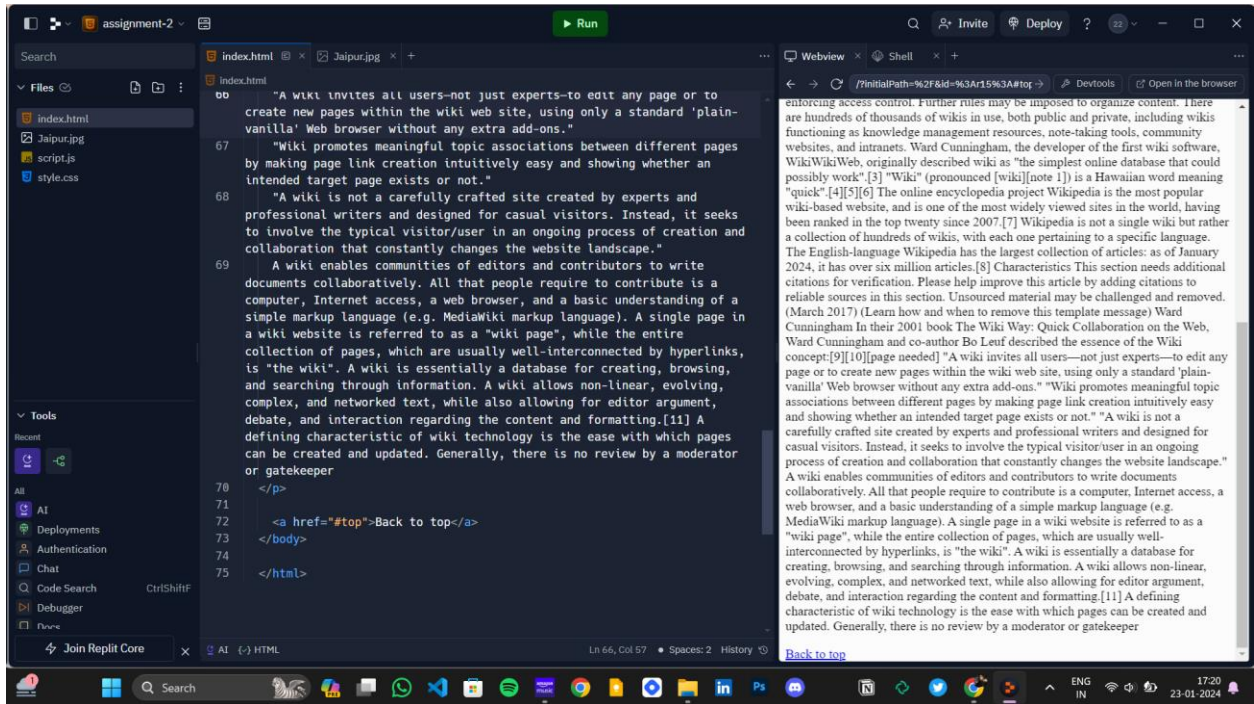 assignment-2
Run
Invite
Deploy
?
22
Search
Files
index.html
Jaipur.jpg
script.js
style.css
Tools
Recent
All
AI
Deployments
Authentication
Chat
Code Search CtrlShiftF
Debugger
Docs
Join Replit Core
index.html
Jaipur.jpg
index.html
66 "A wiki invites all users—not just experts—to edit any page or to
create new pages within the wiki web site, using only a standard 'plain-
vanilla' Web browser without any extra add-ons."
67 "Wiki promotes meaningful topic associations between different pages
by making page link creation intuitively easy and showing whether an
intended target page exists or not."
68 "A wiki is not a carefully crafted site created by experts and
professional writers and designed for casual visitors. Instead, it seeks
to involve the typical visitor/user in an ongoing process of creation and
collaboration that constantly changes the website landscape."
69 A wiki enables communities of editors and contributors to write
documents collaboratively. All that people require to contribute is a
computer, Internet access, a web browser, and a basic understanding of a
simple markup language (e.g. MediaWiki markup language). A single page in
a wiki website is referred to as a "wiki page", while the entire
collection of pages, which are usually well-interconnected by hyperlinks,
is "the wiki". A wiki is essentially a database for creating, browsing,
and searching through information. A wiki allows non-linear, evolving,
complex, and networked text, while also allowing for editor argument,
debate, and interaction regarding the content and formatting.[11] A
defining characteristic of wiki technology is the ease with which pages
can be created and updated. Generally, there is no review by a moderator
or gatekeeper
70 </p>
71
72 <a href="#top">Back to top</a>
73 </body>
74
75 </html>
AI {-} HTML
Ln 66, Col 57 • Spaces: 2 History
Webview
Shell
/?initialPath=%2F&id=%3Ar15%3A#top
Devtools
Open in the browser
enforcing access control. Further rules may be imposed to organize content. There
are hundreds of thousands of wikis in use, both public and private, including wikis
functioning as knowledge management resources, note-taking tools, community
websites, and intranets. Ward Cunningham, the developer of the first wiki software,
WikiWikiWeb, originally described wiki as "the simplest online database that could
possibly work".[3] "Wiki" (pronounced [wiki][note 1]) is a Hawaiian word meaning
"quick".[4][5][6] The online encyclopedia project Wikipedia is the most popular
wiki-based website, and is one of the most widely viewed sites in the world, having
been ranked in the top twenty since 2007.[7] Wikipedia is not a single wiki but rather
a collection of hundreds of wikis, with each one pertaining to a specific language.
The English-language Wikipedia has the largest collection of articles: as of January
2024, it has over six million articles.[8] Characteristics This section needs additional
citations for verification. Please help improve this article by adding citations to
reliable sources in this section. Unsourced material may be challenged and removed.
(March 2017) (Learn how and when to remove this template message) Ward
Cunningham In their 2001 book The Wiki Way: Quick Collaboration on the Web,
Ward Cunningham and co-author Bo Leuf described the essence of the Wiki
concept:[9][10][page needed] "A wiki invites all users—not just experts—to edit any
page or to create new pages within the wiki web site, using only a standard 'plain-
vanilla' Web browser without any extra add-ons." "Wiki promotes meaningful topic
associations between different pages by making page link creation intuitively easy
and showing whether an intended target page exists or not." "A wiki is not a
carefully crafted site created by experts and professional writers and designed for
casual visitors. Instead, it seeks to involve the typical visitor/user in an ongoing
process of creation and collaboration that constantly changes the website landscape."
A wiki enables communities of editors and contributors to write documents
collaboratively. All that people require to contribute is a computer, Internet access, a
web browser, and a basic understanding of a simple markup language (e.g.
MediaWiki markup language). A single page in a wiki website is referred to as a
"wiki page", while the entire collection of pages, which are usually well-
interconnected by hyperlinks, is "the wiki". A wiki is essentially a database for
creating, browsing, and searching through information. A wiki allows non-linear,
evolving, complex, and networked text, while also allowing for editor argument,
debate, and interaction regarding the content and formatting.[11] A defining
characteristic of wiki technology is the ease with which pages can be created and
updated. Generally, there is no review by a moderator or gatekeeper
Back to top
1
Search
in
Ps
ENG
IN
17:20
23-01-2024